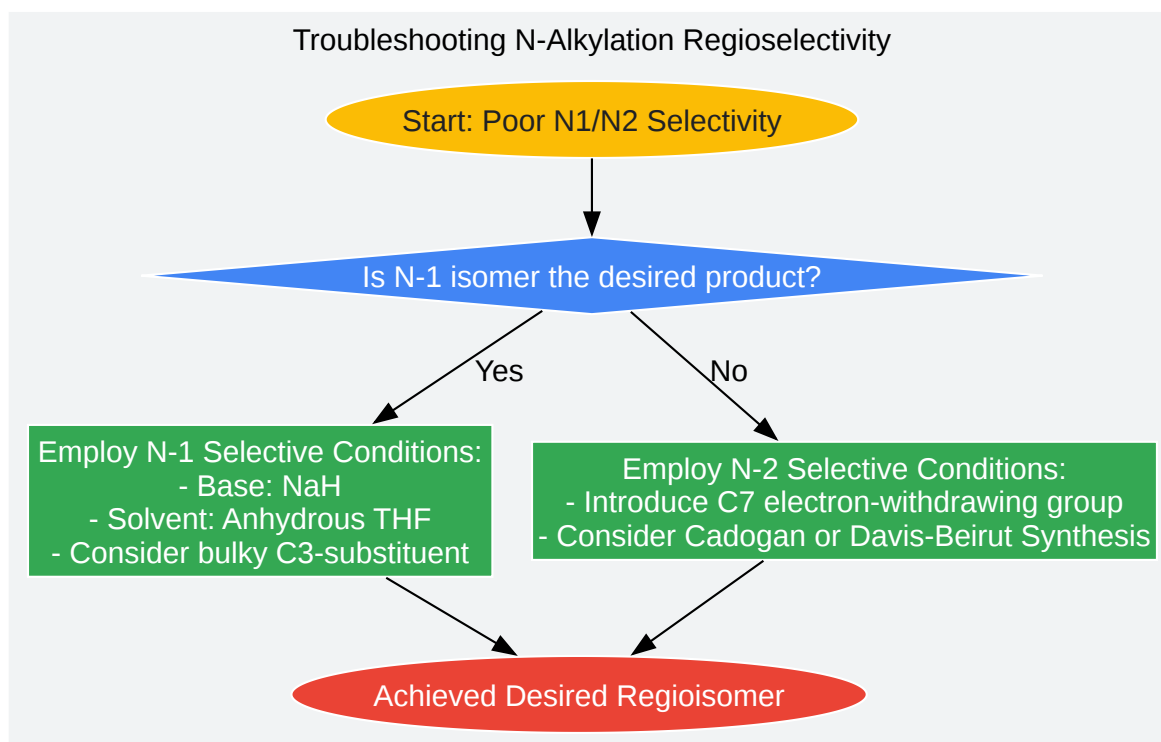 Troubleshooting N-Alkylation Regioselectivity
Start: Poor N1/N2 Selectivity
Is N-1 isomer the desired product?
Yes
No
Employ N-1 Selective Conditions:
- Base: NaH
- Solvent: Anhydrous THF
- Consider bulky C3-substituent
Employ N-2 Selective Conditions:
- Introduce C7 electron-withdrawing group
- Consider Cadogan or Davis-Beirut Synthesis
Achieved Desired Regioisomer